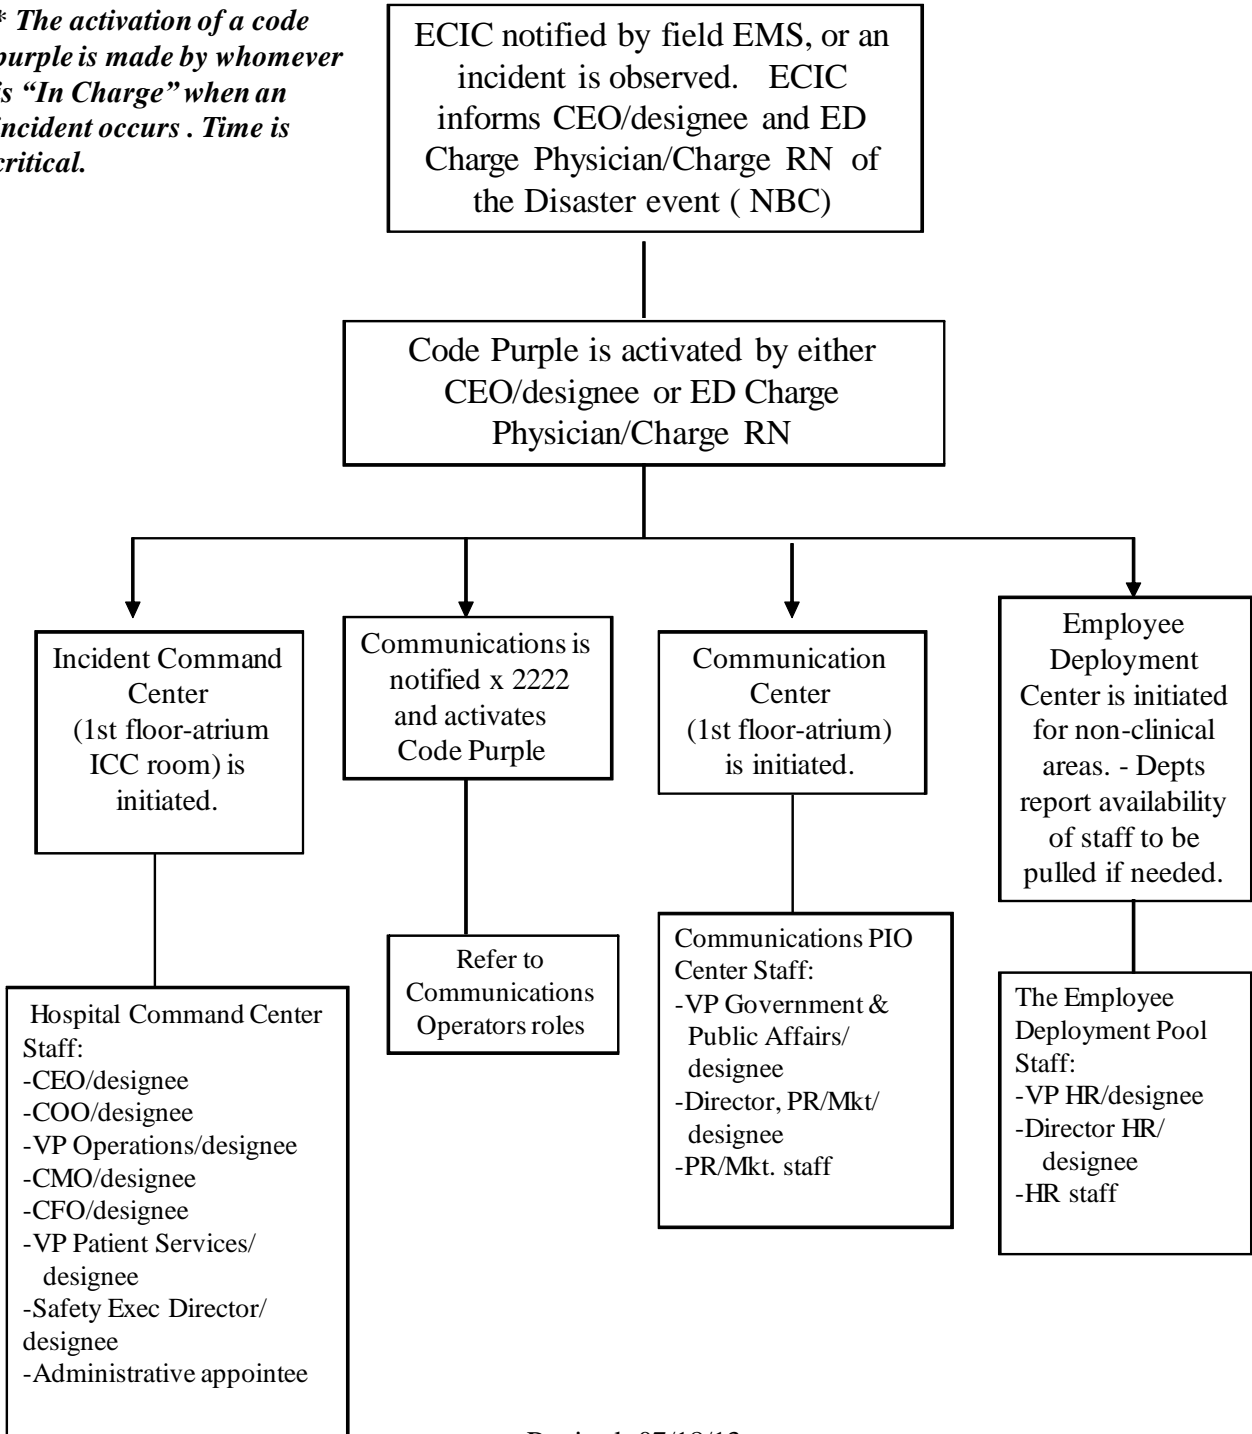 * The activation of a code
purple is made by whomever
is “In Charge” when an
incident occurs . Time is
critical.
ECIC notified by field EMS, or an
incident is observed. ECIC
informs CEO/designee and ED
Charge Physician/Charge RN of
the Disaster event ( NBC)
Code Purple is activated by either
CEO/designee or ED Charge
Physician/Charge RN
Incident Command
Center
(1st floor-atrium
ICC room) is
initiated.
Communications is
notified x 2222
and activates
Code Purple
Communication
Center
(1st floor-atrium)
is initiated.
Employee
Deployment
Center is initiated
for non-clinical
areas. - Depts
report availability
of staff to be
pulled if needed.
Hospital Command Center
Staff:
-CEO/designee
-COO/designee
-VP Operations/designee
-CMO/designee
-CFO/designee
-VP Patient Services/
designee
-Safety Exec Director/
designee
-Administrative appointee
Refer to
Communications
Operators roles
Communications PIO
Center Staff:
-VP Government &
Public Affairs/
designee
-Director, PR/Mkt/
designee
-PR/Mkt. staff
The Employee
Deployment Pool
Staff:
-VP HR/designee
-Director HR/
designee
-HR staff